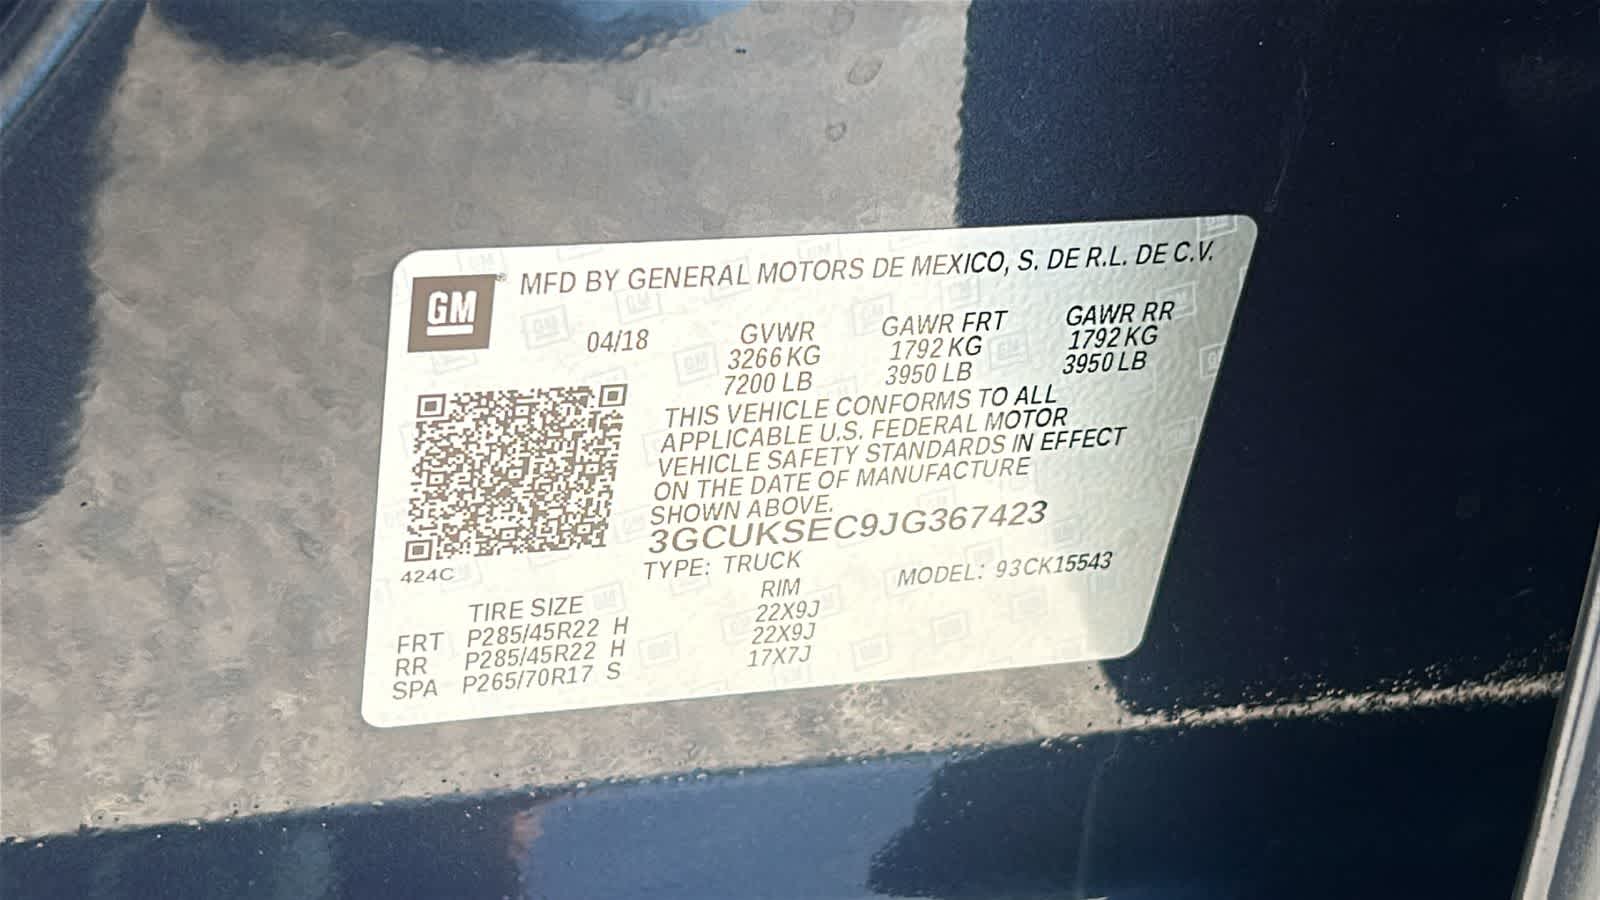 GM ® MFD BY GENERAL MOTORS DE MEXICO, S. DE R.L. DE C.V.
04/18 GVWR GAWR FRT GAWR RR
3266 KG 1792 KG 1792 KG
7200 LB 3950 LB 3950 LB
THIS VEHICLE CONFORMS TO ALL
APPLICABLE U.S. FEDERAL MOTOR
VEHICLE SAFETY STANDARDS IN EFFECT
ON THE DATE OF MANUFACTURE
SHOWN ABOVE.
3GCUKSEC9JG367423
424C TYPE: TRUCK MODEL: 93CK15543
TIRE SIZE RIM
FRT P285/45R22 H 22X9J
RR P285/45R22 H 22X9J
SPA P265/70R17 S 17X7J